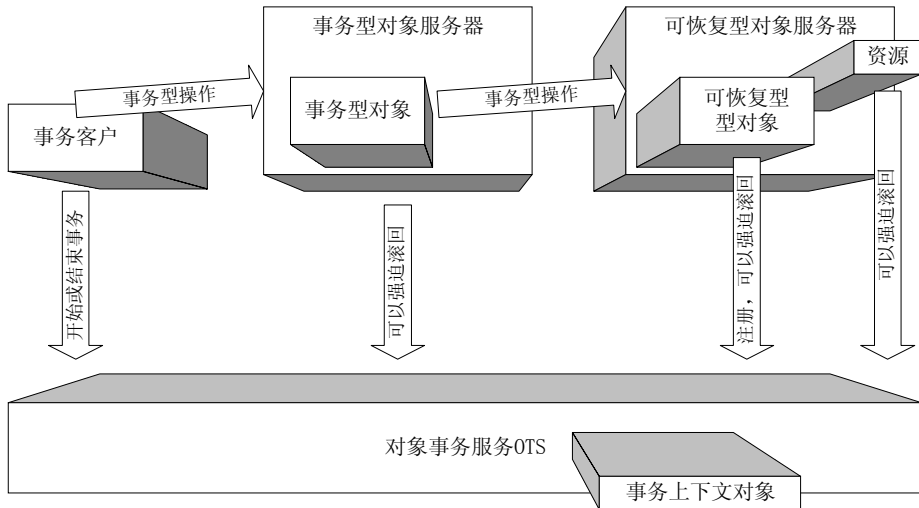 事务型对象服务器
可恢复型对象服务器
资源
事务型操作
事务型对象
事务型操作
可恢复型
型对象
事务客户
开始或结束事务
可以强迫滚回
注册，可以强迫滚回
可以强迫滚回
对象事务服务OTS
事务上下文对象